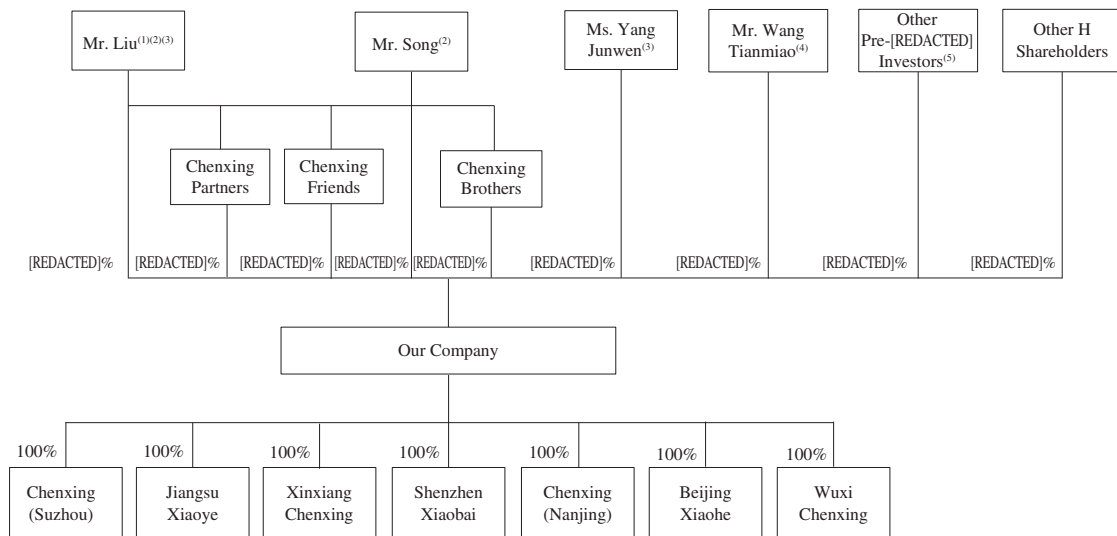 Mr. Liu(1)(2)(3)
Mr. Song(2)
Ms. Yang
Junwen(3)
Mr. Wang
Tianmiao(4)
Other
Pre-[REDACTED]
Investors(5)
Other H
Shareholders
Chenxing
Partners
Chenxing
Friends
Chenxing
Brothers
[REDACTED]% [REDACTED]% [REDACTED]% [REDACTED]% [REDACTED]% [REDACTED]% [REDACTED]% [REDACTED]% [REDACTED]%
Our Company
100% 100% 100% 100% 100% 100% 100%
Chenxing
(Suzhou)
Jiangsu
Xiaoye
Xinxiang
Chenxing
Shenzhen
Xiaobai
Chenxing
(Nanjing)
Beijing
Xiaohe
Wuxi
Chenxing